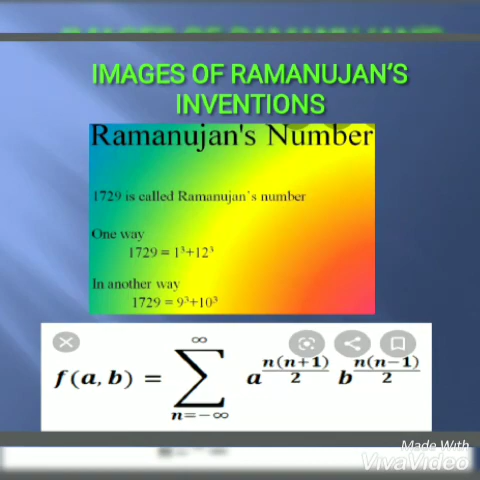 IMAGES OF RAMANUJAN'S
INVENTIONS
Ramanujan's Number
1729 is called Ramanujan's number
One way
1729 = 1³+12³
In another way
1729 = 9³+10³
f(a, b) = ∑_{n=−∞}^{∞} a^{n(n+1)/2} b^{n(n−1)/2}
Made With
VivaVideo